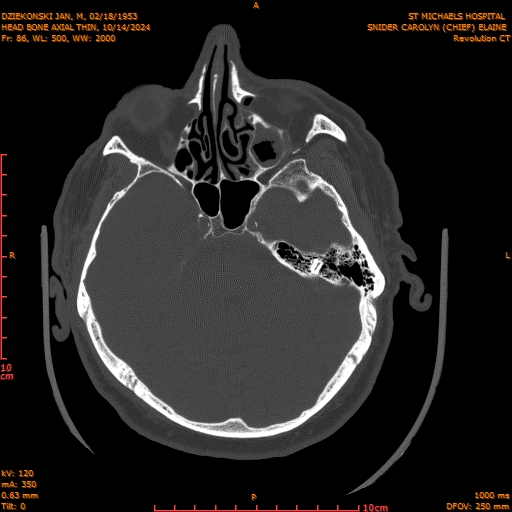 DZIEKONSKI JAN, M, 02/18/1953
HEAD BONE AXIAL THIN, 10/14/2024
Fr: 86, WL: 500, WW: 2000
A
ST MICHAELS HOSPITAL
SNIDER CAROLYN (CHIEF) ELAINE
Revolution CT
R
L
10
cm
kV: 120
mA: 350
0.63 mm
Tilt: 0
P
10cm
1000 ms
DFOV: 250 mm